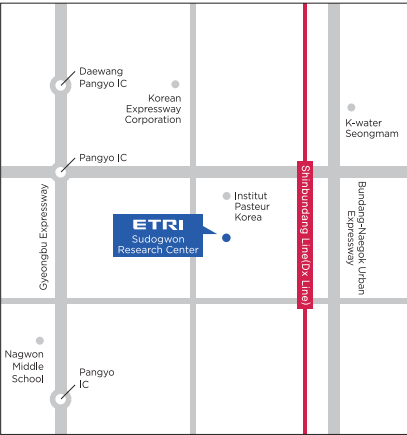 Daewang
Pangyo IC
Korean
Expressway
Corporation
K-water
Seongmam
Pangyo IC
Institut
Pasteur
Korea
ETRI
Sudogwon
Research Center
Gyeongbu Expressway
Shinbundang Line(Dx Line)
Bundang-Naegok Urban
Expressway
Nagwon
Middle
School
Pangyo
IC